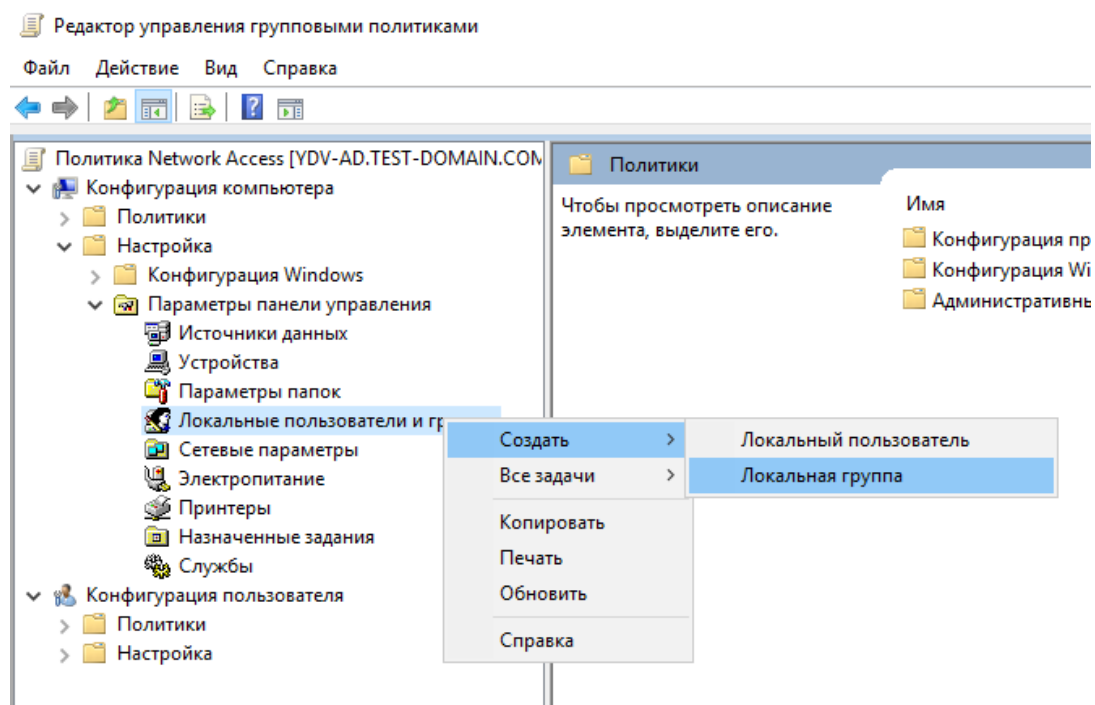 Редактор управления групповыми политиками
Файл Действие Вид Справка
Политика Network Access [YDV-AD.TEST-DOMAIN.COM
Конфигурация компьютера
Политики
Настройка
Конфигурация Windows
Параметры панели управления
Источники данных
Устройства
Параметры папок
Локальные пользователи и гр
Сетевые параметры
Электропитание
Принтеры
Назначенные задания
Службы
Конфигурация пользователя
Политики
Настройка
Политики
Чтобы просмотреть описание
элемента, выделите его.
Имя
Конфигурация пр
Конфигурация Wi
Административны
Создать
Все задачи
Копировать
Печать
Обновить
Справка
Локальный пользователь
Локальная группа